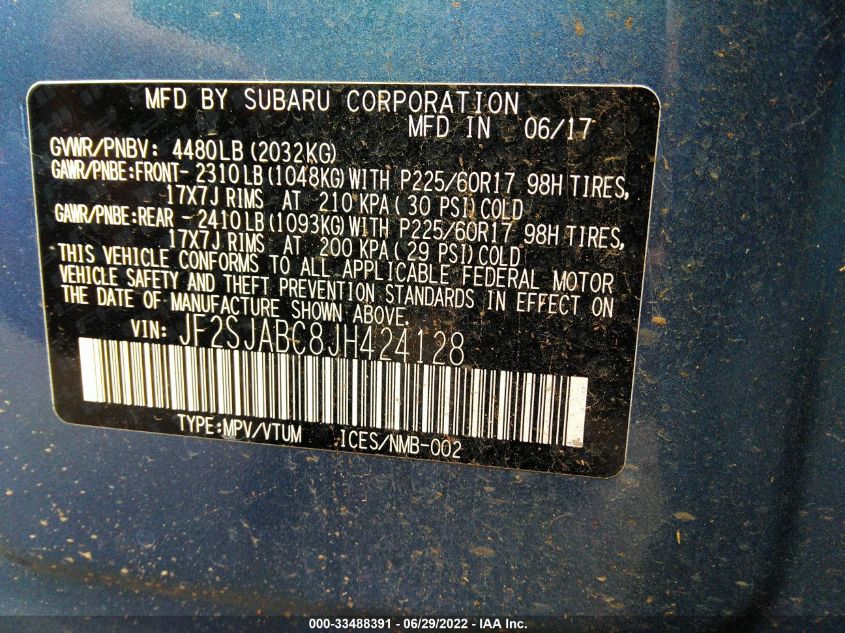 MFD BY SUBARU CORPORATION
MFD IN 06/17
GVWR/PNBV: 4480LB (2032KG)
GAWR/PNBE:FRONT- 2310LB (1048KG) WITH P225/60R17 98H TIRES,
17X7J RIMS AT 210 KPA ( 30 PSI) COLD
GAWR/PNBE:REAR - 2410LB (1093KG) WITH P225/60R17 98H TIRES,
17X7J RIMS AT 200 KPA ( 29 PSI) COLD
THIS VEHICLE CONFORMS TO ALL APPLICABLE FEDERAL MOTOR
VEHICLE SAFETY AND THEFT PREVENTION STANDARDS IN EFFECT ON
THE DATE OF MANUFACTURE SHOWN ABOVE.
VIN: JF2SJABC8JH424128
TYPE:MPV/VTUM ICES/NMB-002
000-33488391 - 06/29/2022 - IAA Inc.